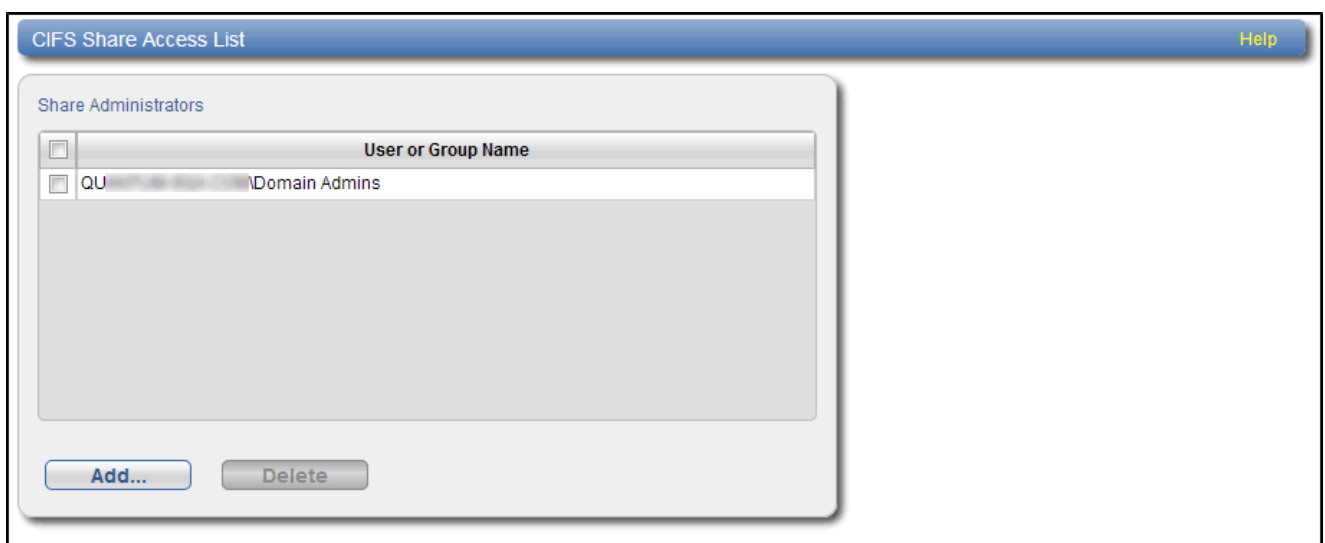 CIFS Share Access List
Help
Share Administrators
User or Group Name
QU \Domain Admins
Add...
Delete